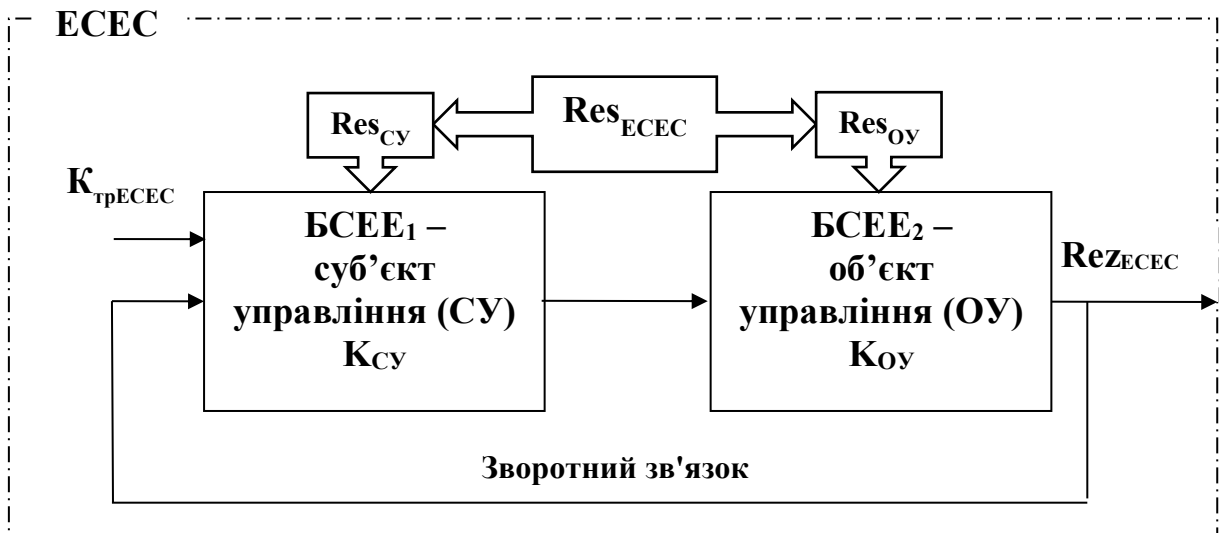 ЕСЕС
Res_ЕСЕС
Res_СУ
Res_ОУ
К_трЕСЕС
БСЕЕ₁ –
суб’єкт
управління (СУ)
К_СУ
БСЕЕ₂ –
об’єкт
управління (ОУ)
К_ОУ
Rez_ЕСЕС
Зворотний зв'язок